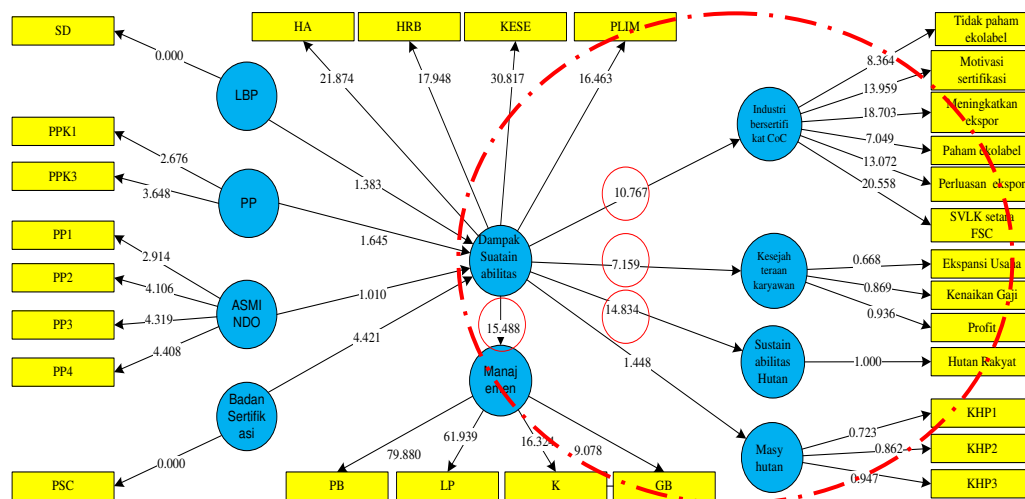 SD
PPK1
PPK3
PP1
PP2
PP3
PP4
PSC
0.000
2.676
3.648
2.914
4.106
4.319
4.408
0.000
LBP
PP
ASMI
NDO
Badan
Sertifik
asi
1.383
1.645
1.010
4.421
HA
HRB
KESE
PLIM
21.874
17.948
30.817
16.463
Dampak
Suatain
abilitas
15.488
Manaj
emen
79.880
61.939
16.324
9.078
PB
LP
K
GB
10.767
7.159
14.834
1.448
Industri
bersertifi
kat CoC
Kesejah
teraan
karyawan
Sustain
abilitas
Hutan
Masy
hutan
8.364
13.959
18.703
7.049
13.072
20.558
0.668
0.869
0.936
1.000
0.723
0.862
0.947
Tidak paham
ekolabel
Motivasi
sertifikasi
Meningkatkan
ekspor
Paham ekolabel
Perluasan ekspor
SVLK setara
FSC
Ekspansi Usaha
Kenaikan Gaji
Profit
Hutan Rakyat
KHP1
KHP2
KHP3